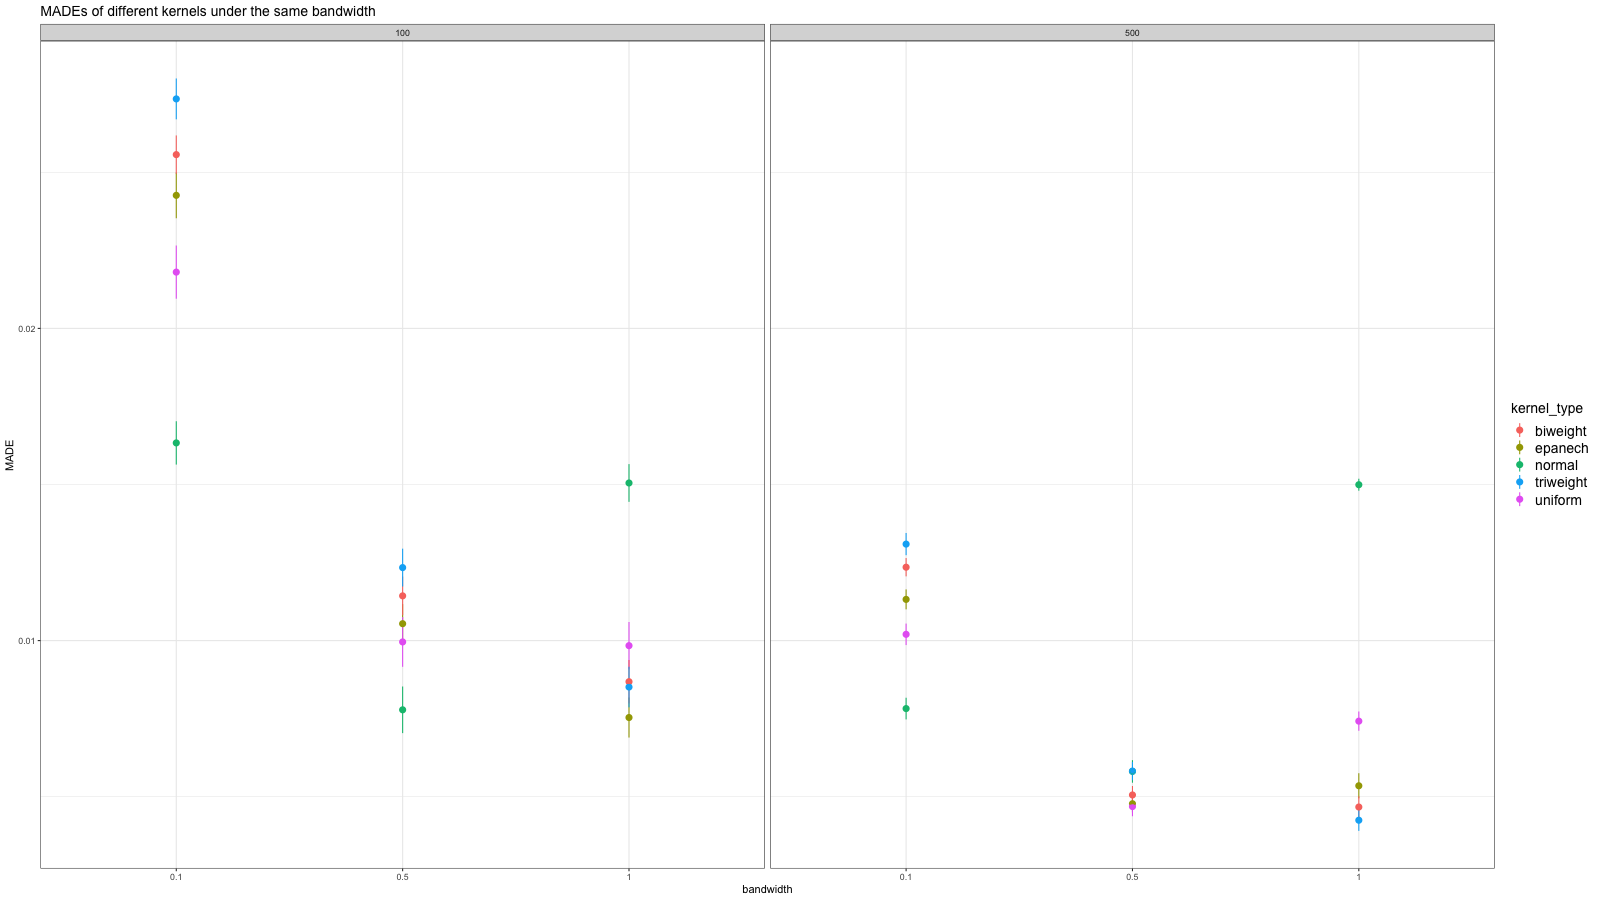 MADEs of different kernels under the same bandwidth
100
500
MADE
0.02
0.01
0.1
0.5
1
0.1
0.5
1
bandwidth
kernel_type
biweight
epanech
normal
triweight
uniform